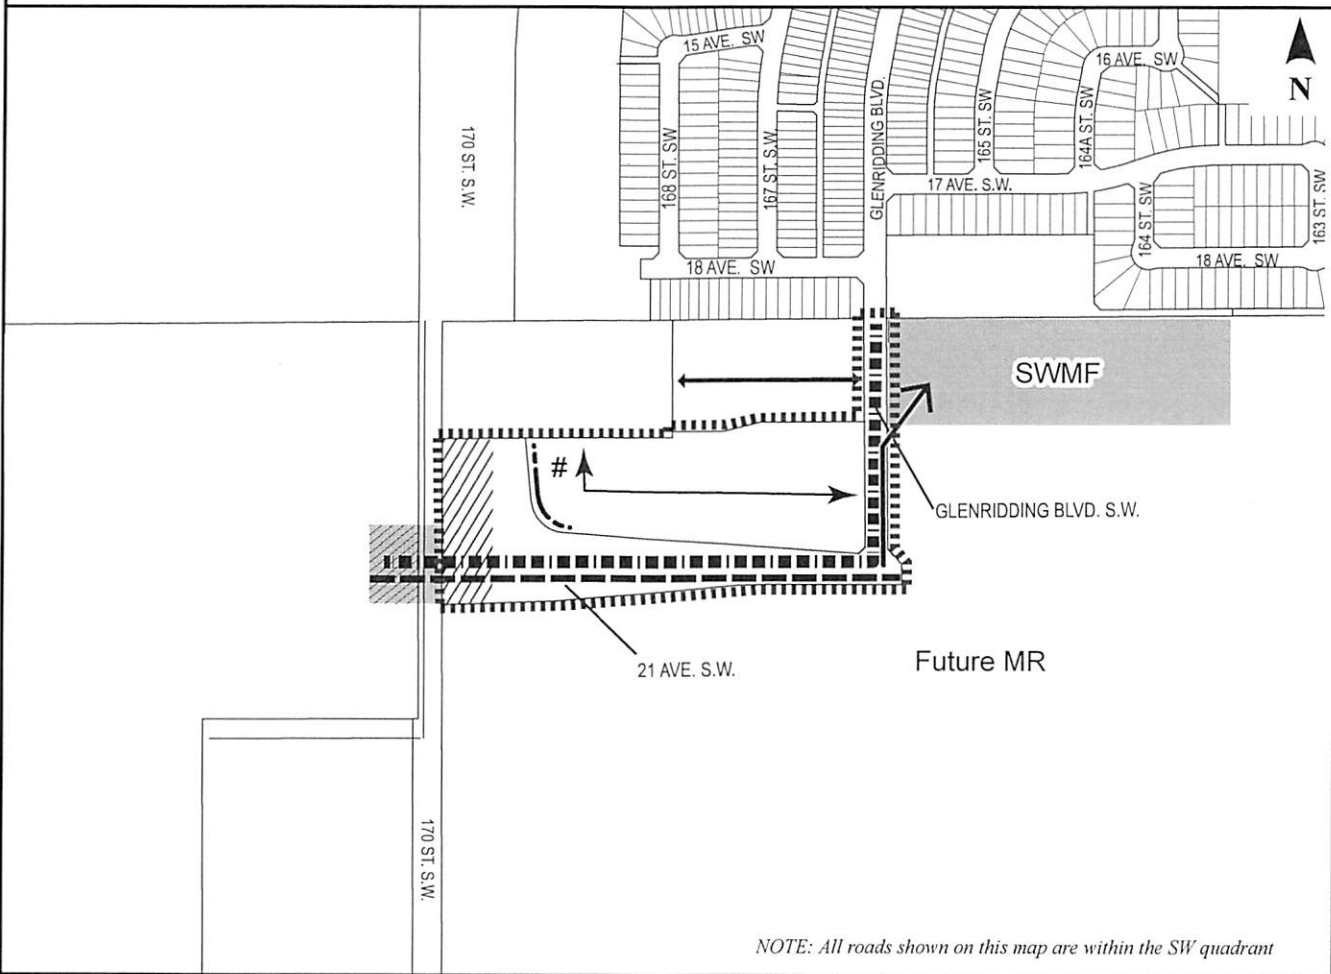 15 AVE. SW
16 AVE. SW
N
170 ST. S.W.
168 ST. SW
167 ST. S.W.
GLENRIDDING BLVD.
165 ST. SW
164A ST. SW
17 AVE. S.W.
164 ST. SW
163 ST. SW
18 AVE. SW
18 AVE. SW
SWMF
#
GLENRIDDING BLVD. S.W.
21 AVE. S.W.
Future MR
170 ST. S.W.
NOTE: All roads shown on this map are within the SW quadrant